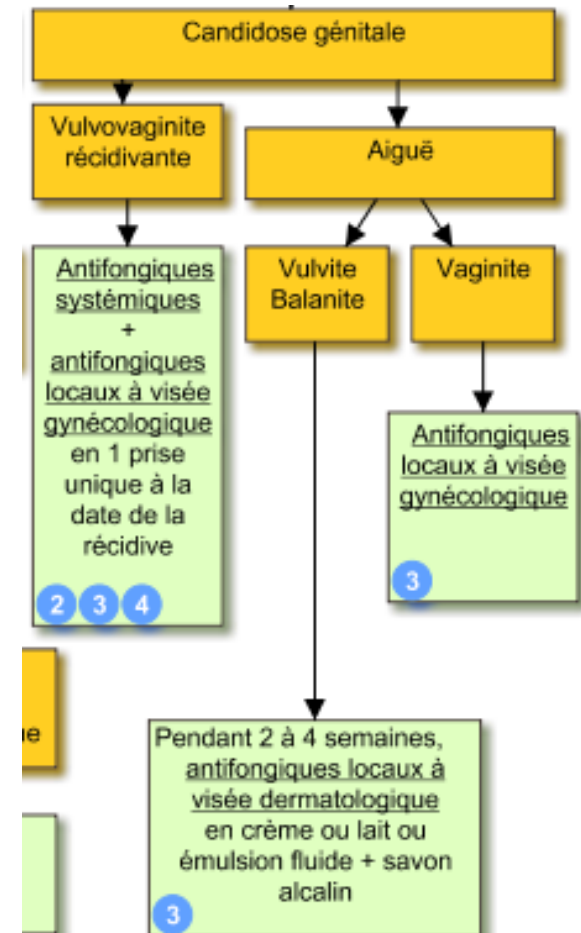 Candidose génitale
Vulvovaginite
récidivante
Aiguë
Antifongiques
systémiques
+
antifongiques
locaux à visée
gynécologique
en 1 prise
unique à la
date de la
récidive
2 3 4
Vulvite
Balanite
Vaginite
Antifongiques
locaux à visée
gynécologique
3
Pendant 2 à 4 semaines,
antifongiques locaux à
visée dermatologique
en crème ou lait ou
émulsion fluide + savon
alcalin
3